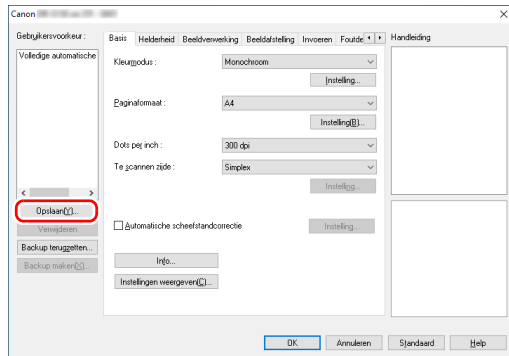 Canon
Gebruikersvoorkeur :
Volledige automatische
Opslaan(Y)...
Verwijderen
Backup terugzetten...
Backup maken(X)...
Basis Helderheid Beeldverwerking Beeldafstelling Invoeren Foutde
Kleurmodus : Monochroom
Instelling...
Paginaformaat : A4
Instelling(B)...
Dots per inch : 300 dpi
Te scannen zijde : Simplex
Instelling...
Automatische scheefstandcorrectie Instelling...
Info...
Instellingen weergeven(C)...
Handleiding
OK Annuleren Standaard Help